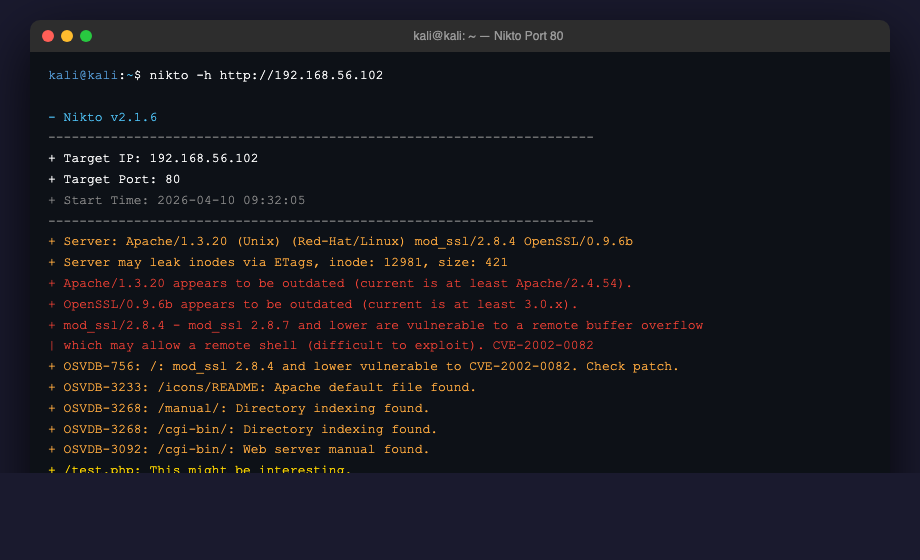 kali@kali: ~ — Nikto Port 80
kali@kali:~$ nikto -h http://192.168.56.102
- Nikto v2.1.6
----------------------------------------------------------------------
+ Target IP: 192.168.56.102
+ Target Port: 80
+ Start Time: 2026-04-10 09:32:05
----------------------------------------------------------------------
+ Server: Apache/1.3.20 (Unix) (Red-Hat/Linux) mod_ssl/2.8.4 OpenSSL/0.9.6b
+ Server may leak inodes via ETags, inode: 12981, size: 421
+ Apache/1.3.20 appears to be outdated (current is at least Apache/2.4.54).
+ OpenSSL/0.9.6b appears to be outdated (current is at least 3.0.x).
+ mod_ssl/2.8.4 - mod_ssl 2.8.7 and lower are vulnerable to a remote buffer overflow
| which may allow a remote shell (difficult to exploit). CVE-2002-0082
+ OSVDB-756: /: mod_ssl 2.8.4 and lower vulnerable to CVE-2002-0082. Check patch.
+ OSVDB-3233: /icons/README: Apache default file found.
+ OSVDB-3268: /manual/: Directory indexing found.
+ OSVDB-3268: /cgi-bin/: Directory indexing found.
+ OSVDB-3092: /cgi-bin/: Web server manual found.
+ /test.php: This might be interesting.